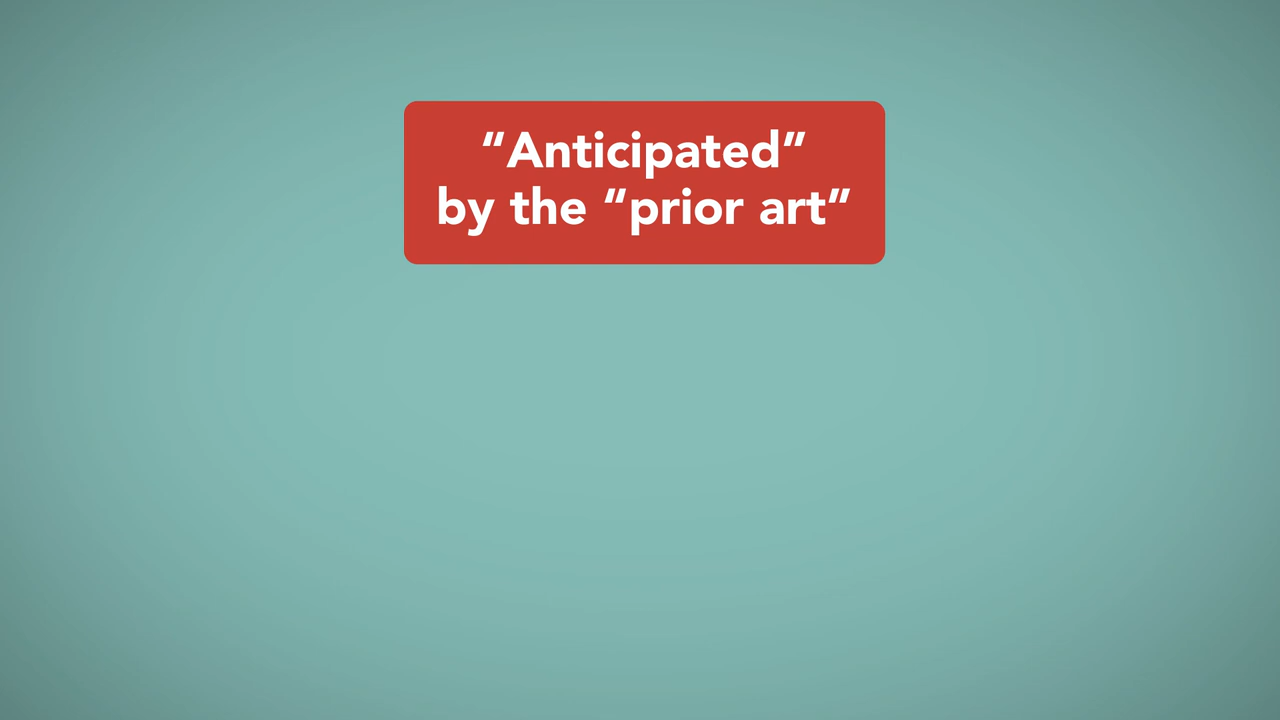 “Anticipated”
by the “prior art”